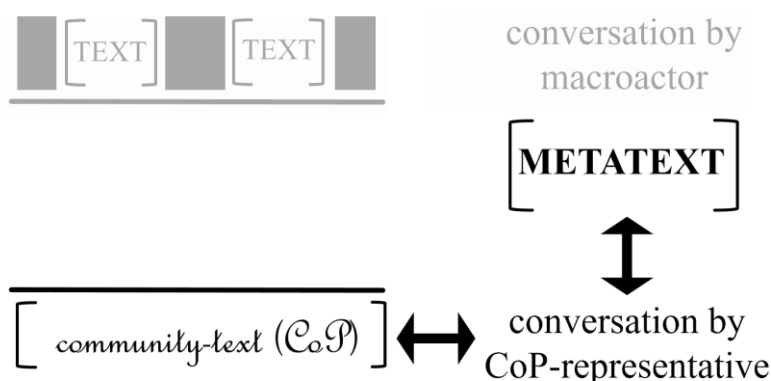 [TEXT] [TEXT]
conversation by
macroactor
[METATEXT]
[community-text (CoP)]
conversation by
CoP-representative